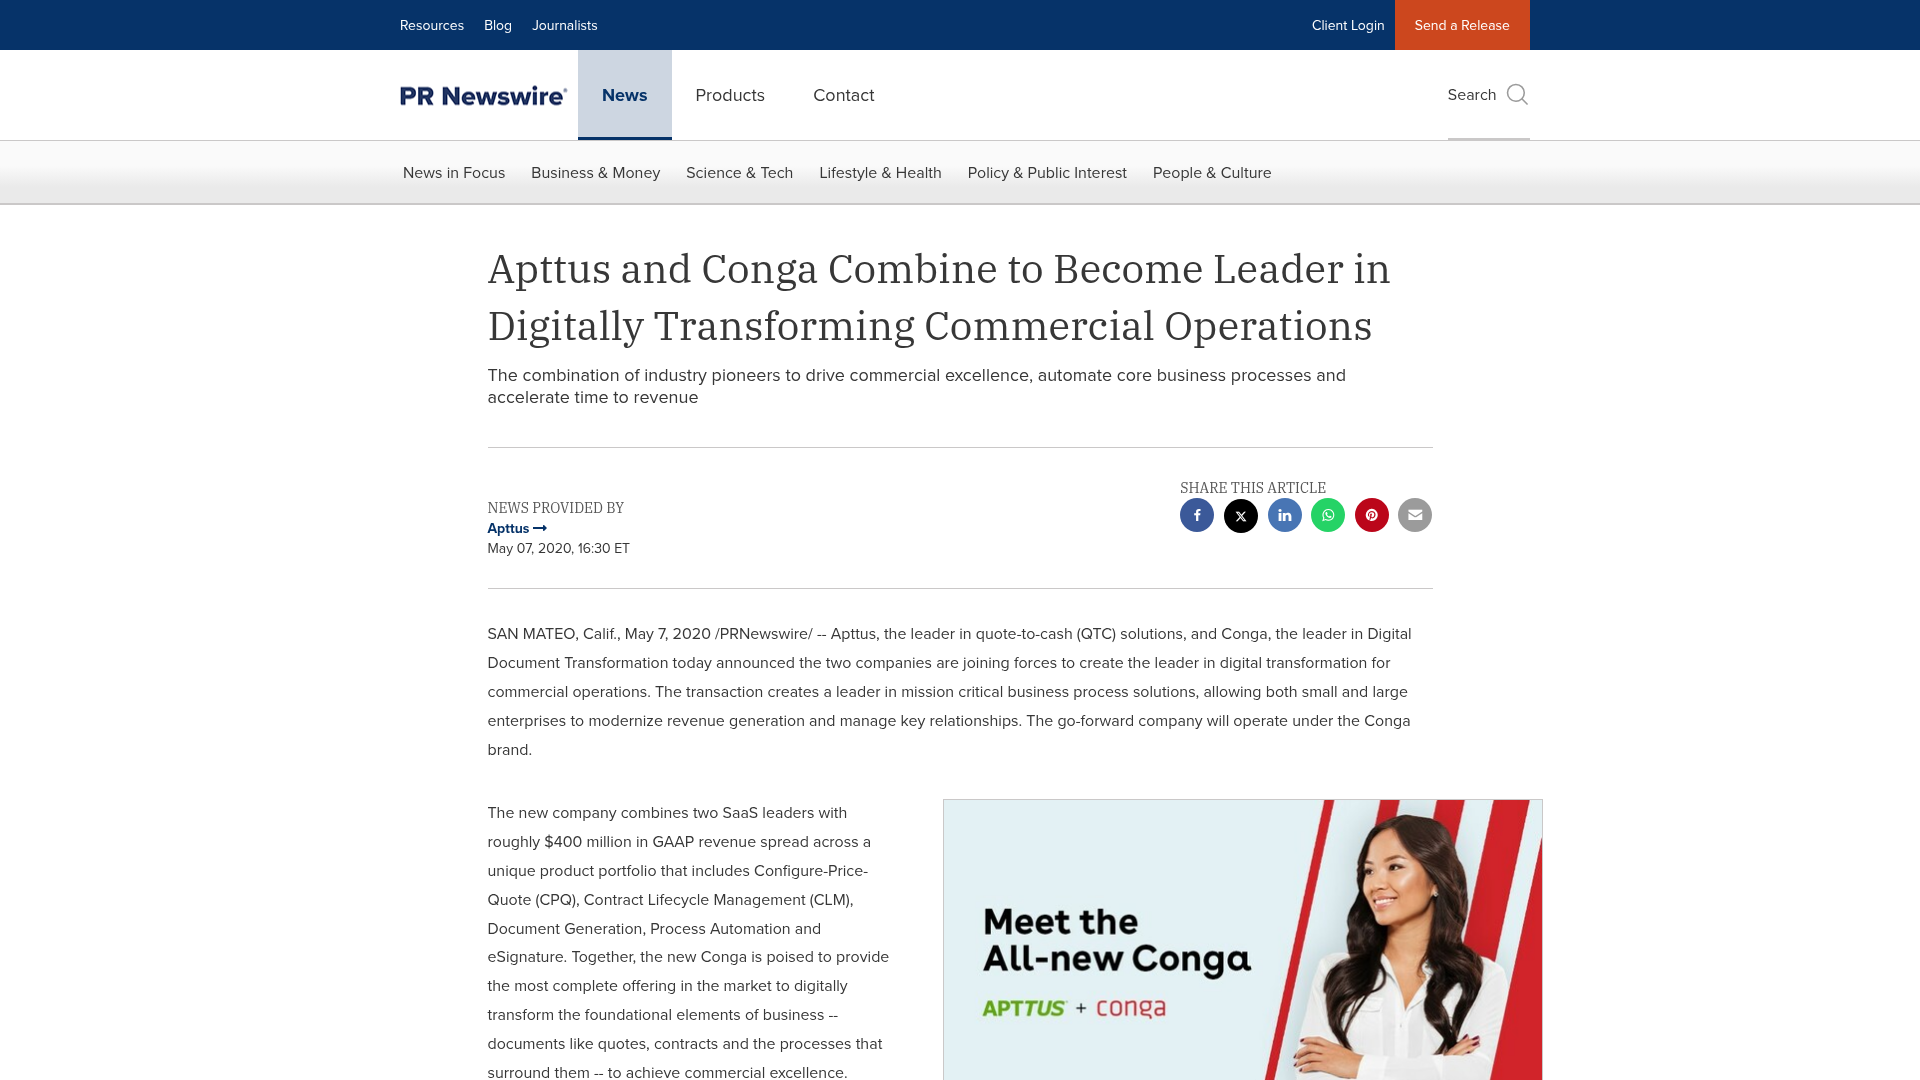 Resources Blog Journalists Client Login Send a Release
PR Newswire® News Products Contact Search
News in Focus Business & Money Science & Tech Lifestyle & Health Policy & Public Interest People & Culture
Apttus and Conga Combine to Become Leader in
Digitally Transforming Commercial Operations
The combination of industry pioneers to drive commercial excellence, automate core business processes and
accelerate time to revenue
SHARE THIS ARTICLE
NEWS PROVIDED BY
Apttus
May 07, 2020, 16:30 ET
SAN MATEO, Calif., May 7, 2020 /PRNewswire/ -- Apttus, the leader in quote-to-cash (QTC) solutions, and Conga, the leader in Digital
Document Transformation today announced the two companies are joining forces to create the leader in digital transformation for
commercial operations. The transaction creates a leader in mission critical business process solutions, allowing both small and large
enterprises to modernize revenue generation and manage key relationships. The go-forward company will operate under the Conga
brand.
The new company combines two SaaS leaders with
roughly $400 million in GAAP revenue spread across a
unique product portfolio that includes Configure-Price-
Quote (CPQ), Contract Lifecycle Management (CLM),
Document Generation, Process Automation and
eSignature. Together, the new Conga is poised to provide
the most complete offering in the market to digitally
transform the foundational elements of business --
documents like quotes, contracts and the processes that
surround them -- to achieve commercial excellence.
Meet the
All-new Conga
APTTUS + conga